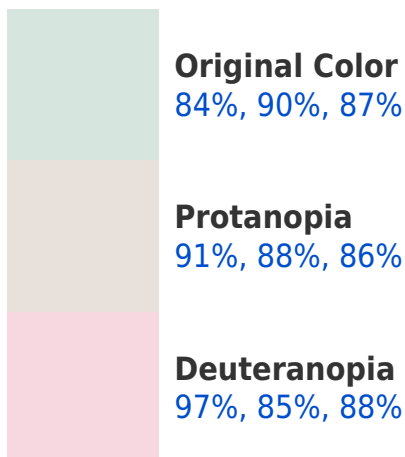 Original Color
84%, 90%, 87%
Protanopia
91%, 88%, 86%
Deuteranopia
97%, 85%, 88%